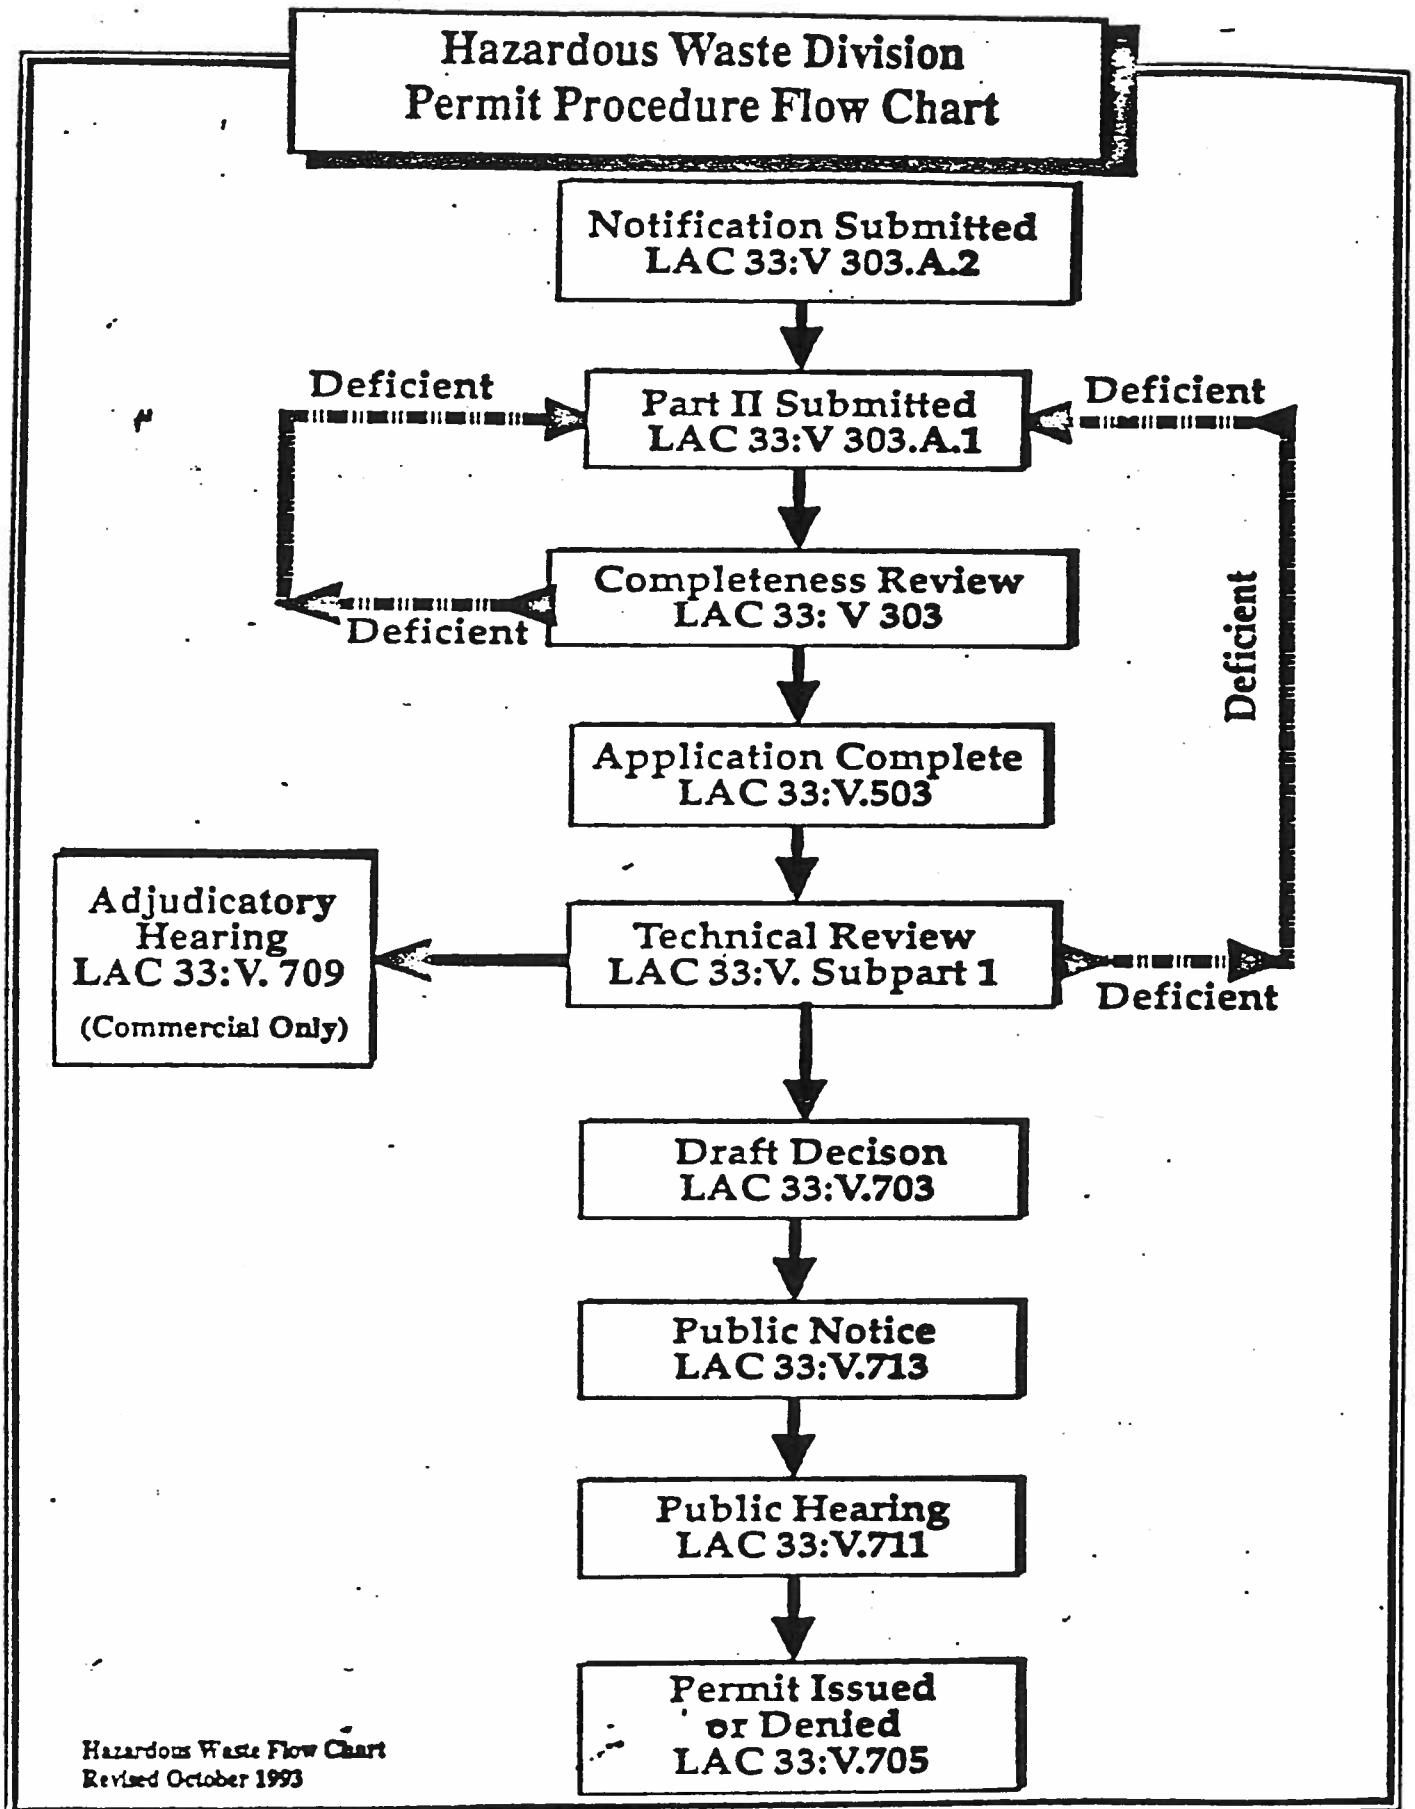 Hazardous Waste Division
Permit Procedure Flow Chart
Notification Submitted
LAC 33:V 303.A.2
Deficient
Part II Submitted
LAC 33:V 303.A.1
Deficient
Completeness Review
LAC 33: V 303
Deficient
Deficient
Application Complete
LAC 33:V.503
Adjudicatory
Hearing
LAC 33:V. 709
(Commercial Only)
Technical Review
LAC 33:V. Subpart 1
Deficient
Draft Decison
LAC 33:V.703
Public Notice
LAC 33:V.713
Public Hearing
LAC 33:V.711
Permit Issued
or Denied
LAC 33:V.705
Hazardous Waste Flow Chart
Revised October 1993